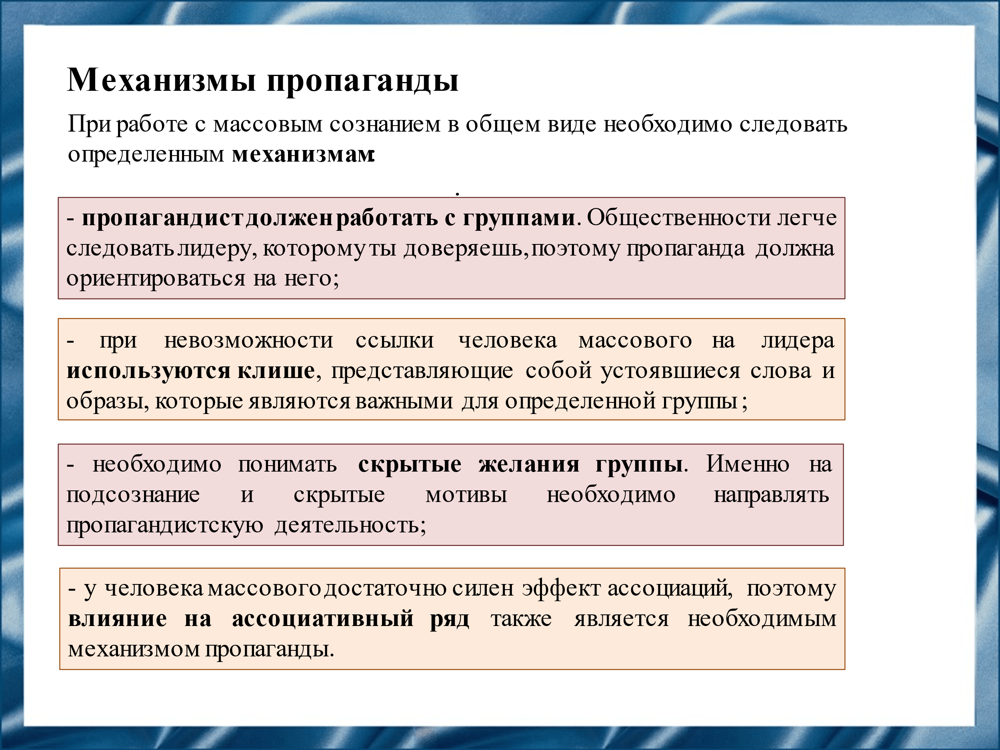 Механизмы пропаганды
При работе с массовым сознанием в общем виде необходимо следовать
определенным механизмам:
.
- пропагандист должен работать с группами. Общественности легче
следовать лидеру, которому ты доверяешь, поэтому пропаганда должна
ориентироваться на него;
- при невозможности ссылки человека массового на лидера
используются клише, представляющие собой устоявшиеся слова и
образы, которые являются важными для определенной группы;
- необходимо понимать скрытые желания группы. Именно на
подсознание и скрытые мотивы необходимо направлять
пропагандистскую деятельность;
- у человека массового достаточно силен эффект ассоциаций, поэтому
влияние на ассоциативный ряд также является необходимым
механизмом пропаганды.